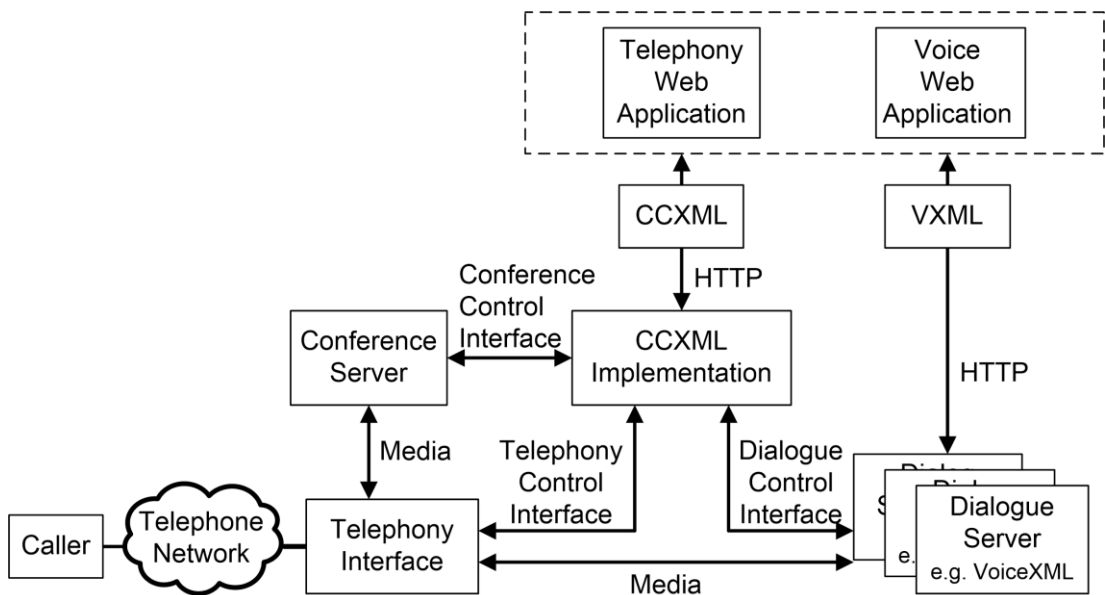 Telephony
Web
Application
Voice
Web
Application
CCXML
VXML
HTTP
Conference
Control
Interface
Conference
Server
CCXML
Implementation
HTTP
Media
Telephony
Control
Interface
Dialogue
Control
Interface
Caller
Telephone
Network
Telephony
Interface
Media
Dialogue
Server
e.g. VoiceXML